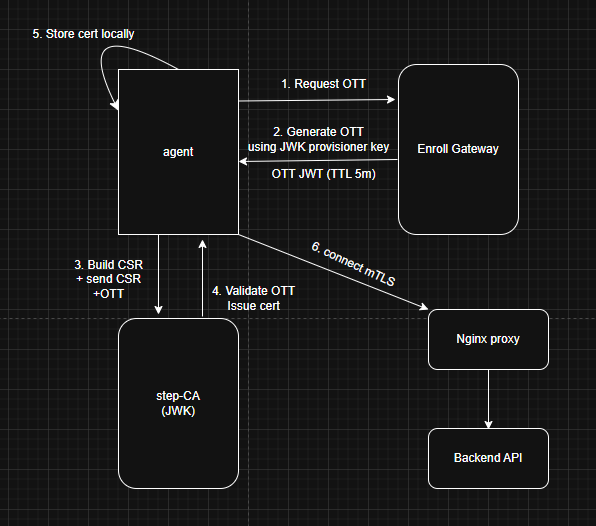 5. Store cert locally
1. Request OTT
agent
2. Generate OTT
using JWK provisioner key
OTT JWT (TTL 5m)
Enroll Gateway
3. Build CSR
+ send CSR
+OTT
4. Validate OTT
Issue cert
6. connect mTLS
Nginx proxy
step-CA
(JWK)
Backend API